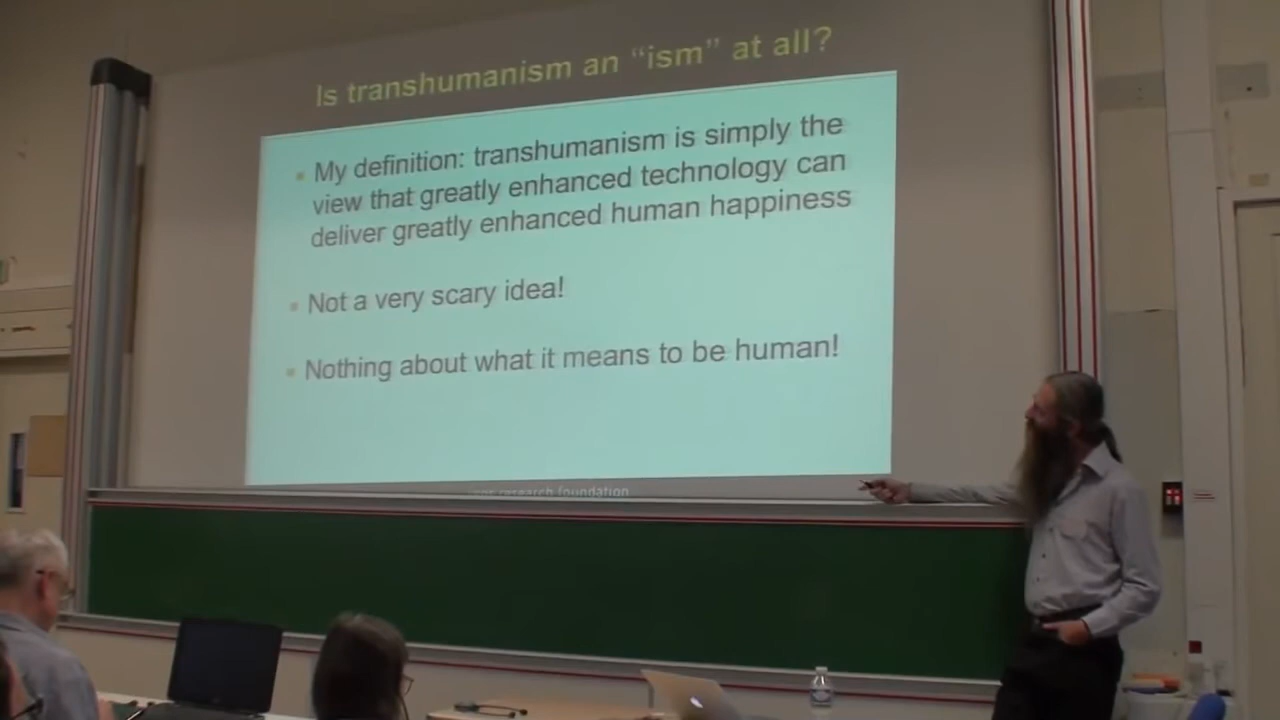 Is transhumanism an “ism” at all?
My definition: transhumanism is simply the
view that greatly enhanced technology can
deliver greatly enhanced human happiness
Not a very scary idea!
Nothing about what it means to be human!
research foundation